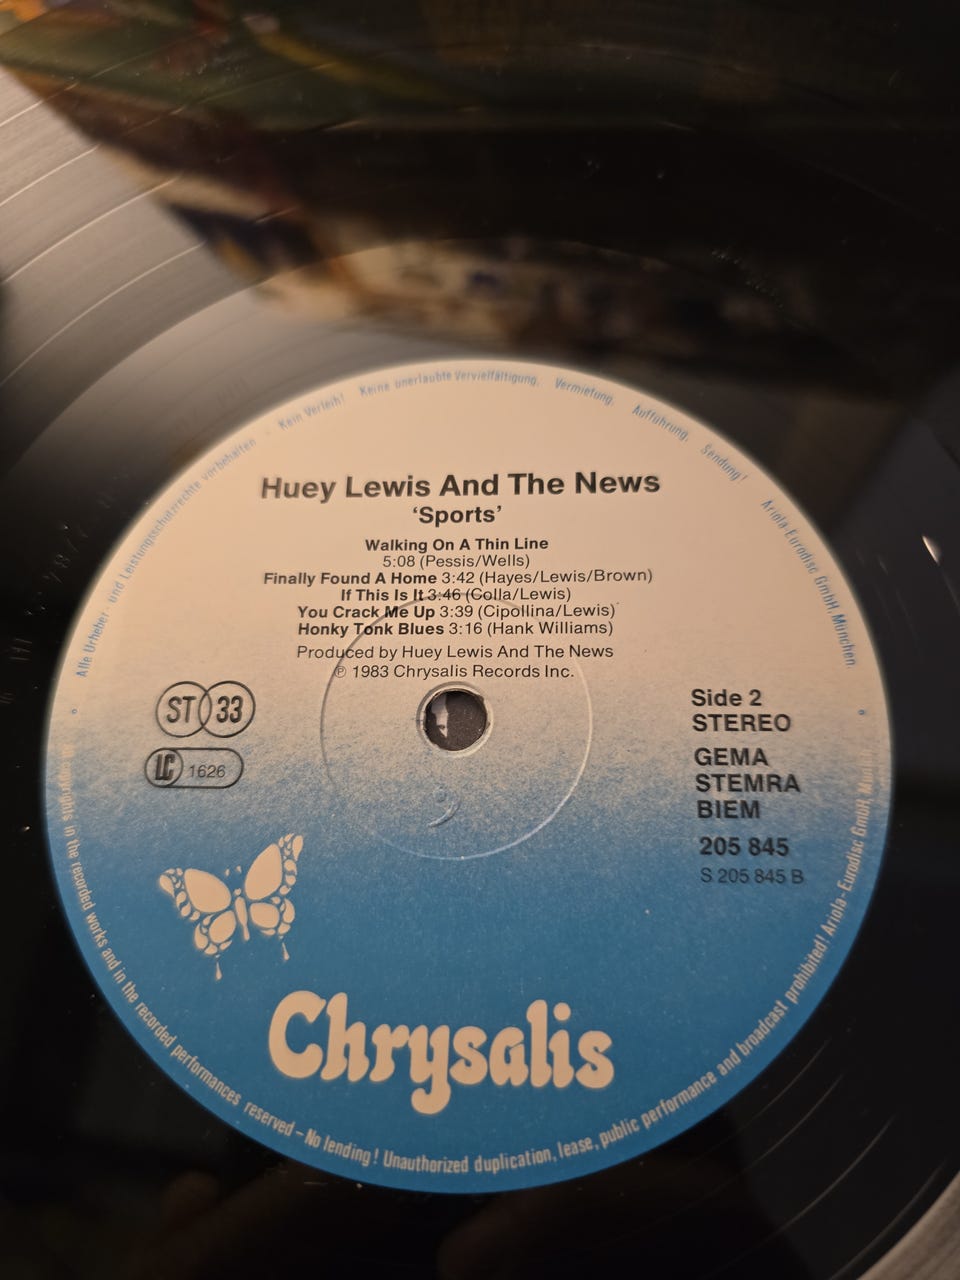 Alle Urheber- und Leistungsschutzrechte vorbehalten - Kein Verleih! Keine unerlaubte Vervielfältigung, Vermietung, Aufführung, Sendung! Ariola-Eurodisc GmbH, München.
Huey Lewis And The News
‘Sports’
Walking On A Thin Line
5:08 (Pessis/Wells)
Finally Found A Home 3:42 (Hayes/Lewis/Brown)
If This Is It 3:46 (Colla/Lewis)
You Crack Me Up 3:39 (Cipollina/Lewis)
Honky Tonk Blues 3:16 (Hank Williams)
Produced by Huey Lewis And The News
℗ 1983 Chrysalis Records Inc.
ST 33
LC 1626
Side 2
STEREO
GEMA
STEMRA
BIEM
205 845
S 205 845 B
Chrysalis
in the recorded works and in the recorded performances reserved – No lending! Unauthorized duplication, lease, public performance and broadcast prohibited! Ariola-Eurodisc GmbH,